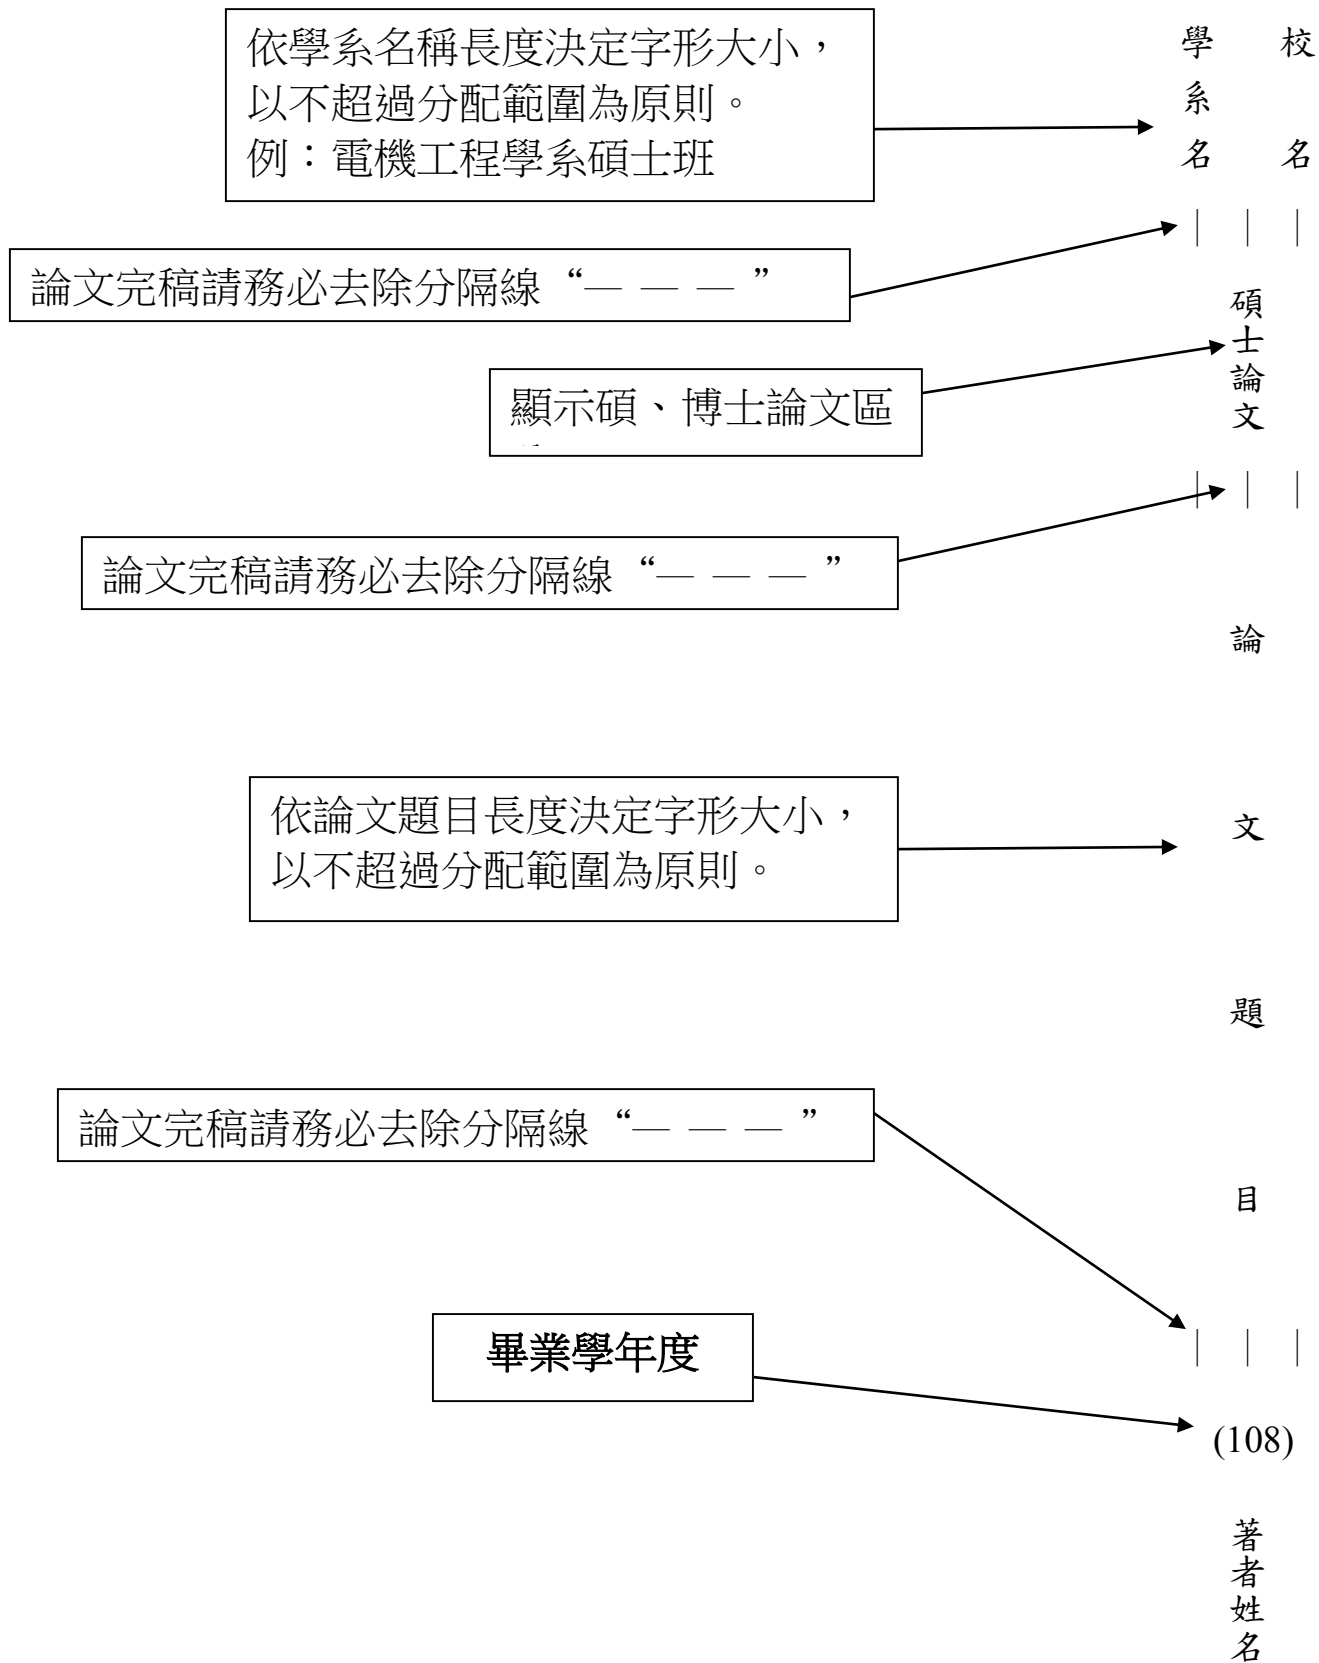 依學系名稱長度決定字形大小，
以不超過分配範圍為原則。
例：電機工程學系碩士班
論文完稿請務必去除分隔線“— — — ”
顯示碩、博士論文區
論文完稿請務必去除分隔線“— — — ”
依論文題目長度決定字形大小，
以不超過分配範圍為原則。
論文完稿請務必去除分隔線“— — — ”
畢業學年度
校名
學系名
｜｜｜
碩士論文
｜｜｜
論文題目
｜｜｜
(108)
著者姓名